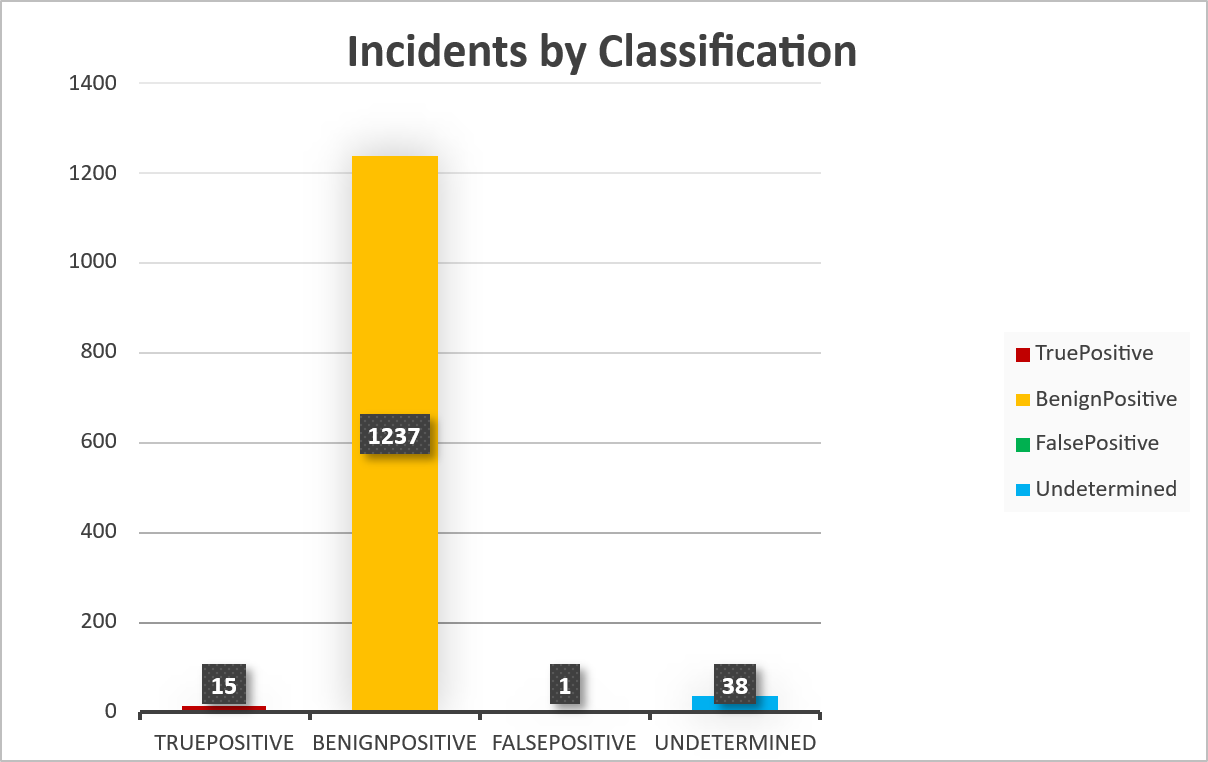 Incidents by Classification
1400
1200
1000
800
600
400
200
0
1237
15
1
38
TRUEPOSITIVE BENIGNPOSITIVE FALSEPOSITIVE UNDETERMINED
TruePositive
BenignPositive
FalsePositive
Undetermined